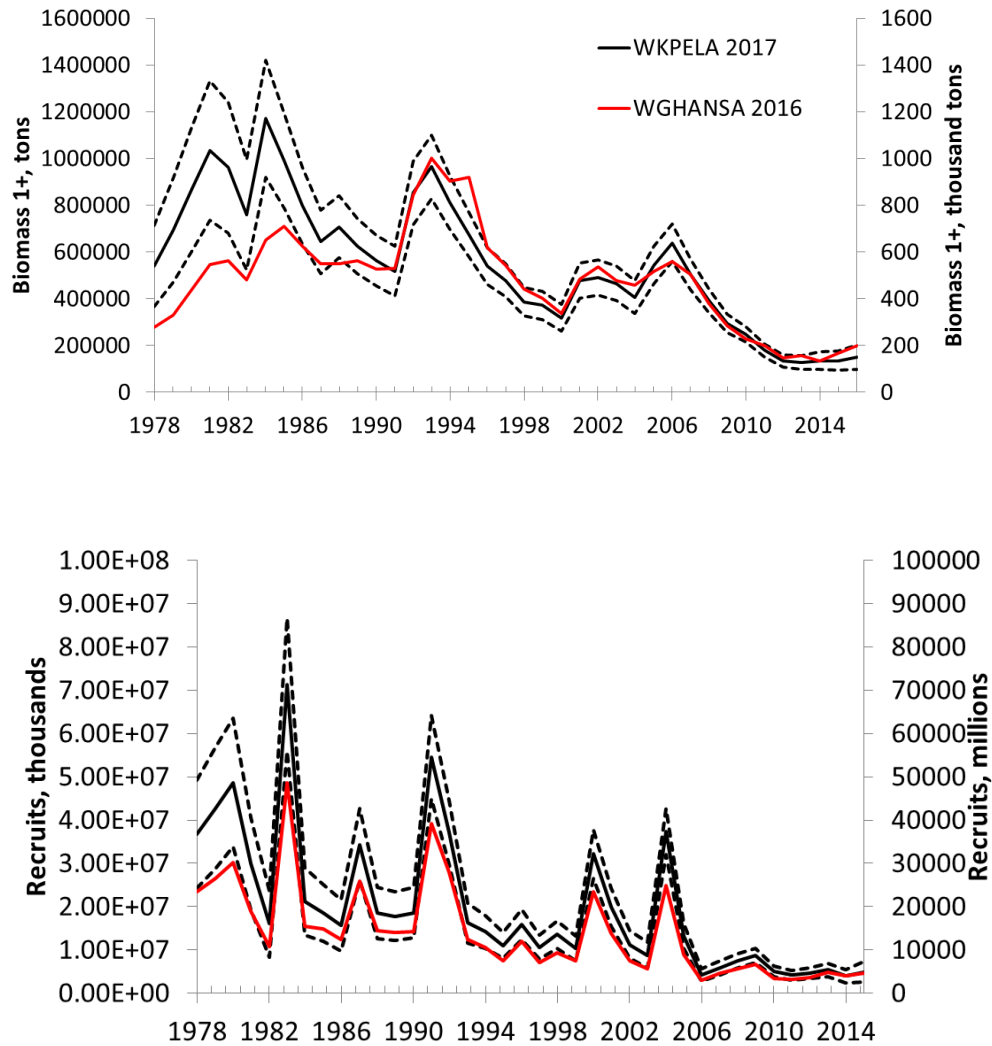 1600000 1600
1400000 WKPELA 2017 1400
1200000 WGHANSA 2016 1200
1000000 1000
800000 800
600000 600
400000 400
200000 200
0 0
Biomass 1+, tons
Biomass 1+, thousand tons
1978 1982 1986 1990 1994 1998 2002 2006 2010 2014
1.00E+08 100000
9.00E+07 90000
8.00E+07 80000
7.00E+07 70000
6.00E+07 60000
5.00E+07 50000
4.00E+07 40000
3.00E+07 30000
2.00E+07 20000
1.00E+07 10000
0.00E+00 0
Recruits, thousands
Recruits, millions
1978 1982 1986 1990 1994 1998 2002 2006 2010 2014